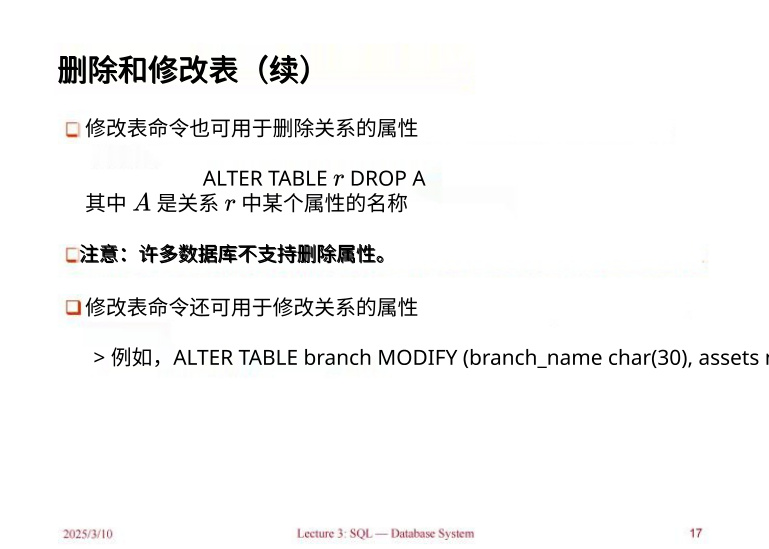 删除和修改表（续）
修改表命令也可用于删除关系的属性
ALTER TABLE r DROP A
其中 A 是关系 r 中某个属性的名称
注意：许多数据库不支持删除属性。
修改表命令还可用于修改关系的属性
> 例如，ALTER TABLE branch MODIFY (branch_name char(30), assets
2025/3/10
Lecture 3: SQL — Database System
17